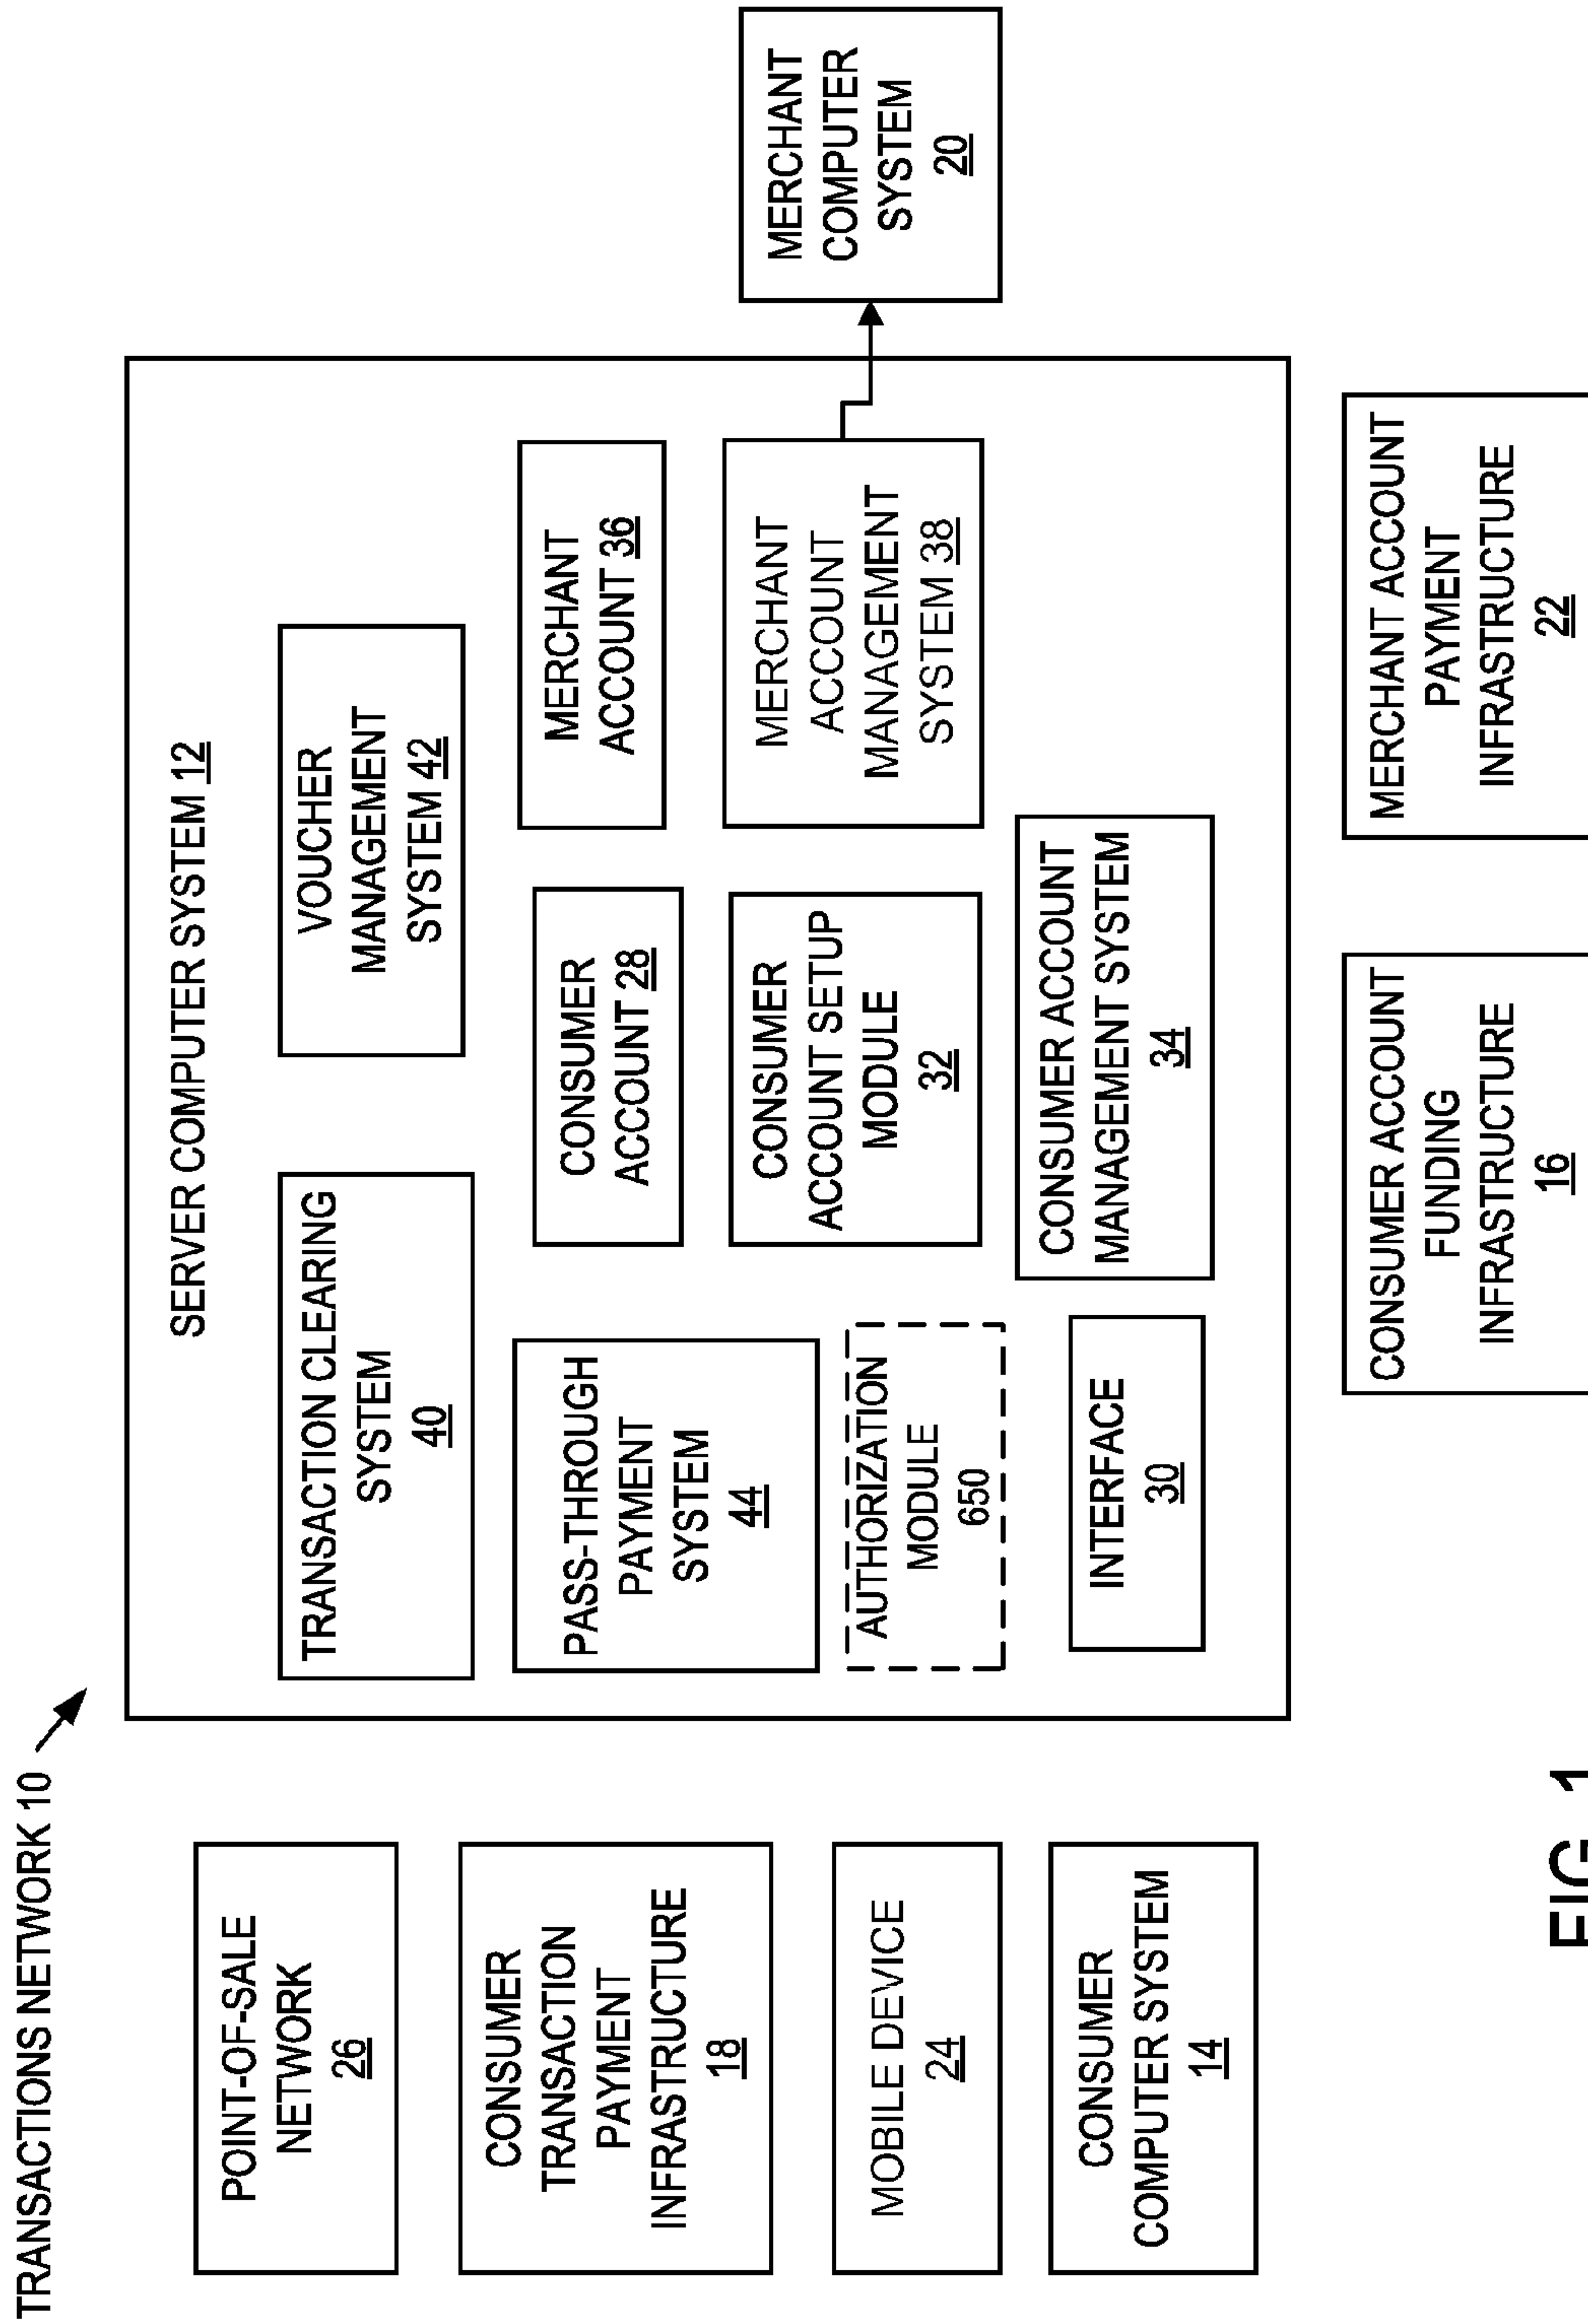 TRANSACTIONS NETWORK 10
SERVER COMPUTER SYSTEM 12
POINT-OF-SALE
NETWORK
26
CONSUMER
TRANSACTION
PAYMENT
INFRASTRUCTURE
18
MOBILE DEVICE
24
CONSUMER
COMPUTER SYSTEM
14
TRANSACTION CLEARING
SYSTEM
40
VOUCHER
MANAGEMENT
SYSTEM 42
PASS-THROUGH
PAYMENT
SYSTEM
44
CONSUMER
ACCOUNT 28
MERCHANT
ACCOUNT 36
AUTHORIZATION
MODULE
650
CONSUMER
ACCOUNT SETUP
MODULE
32
MERCHANT
ACCOUNT
MANAGEMENT
SYSTEM 38
INTERFACE
30
CONSUMER ACCOUNT
MANAGEMENT SYSTEM
34
MERCHANT
COMPUTER
SYSTEM
20
CONSUMER ACCOUNT
FUNDING
INFRASTRUCTURE
16
MERCHANT ACCOUNT
PAYMENT
INFRASTRUCTURE
22
FIG. 1